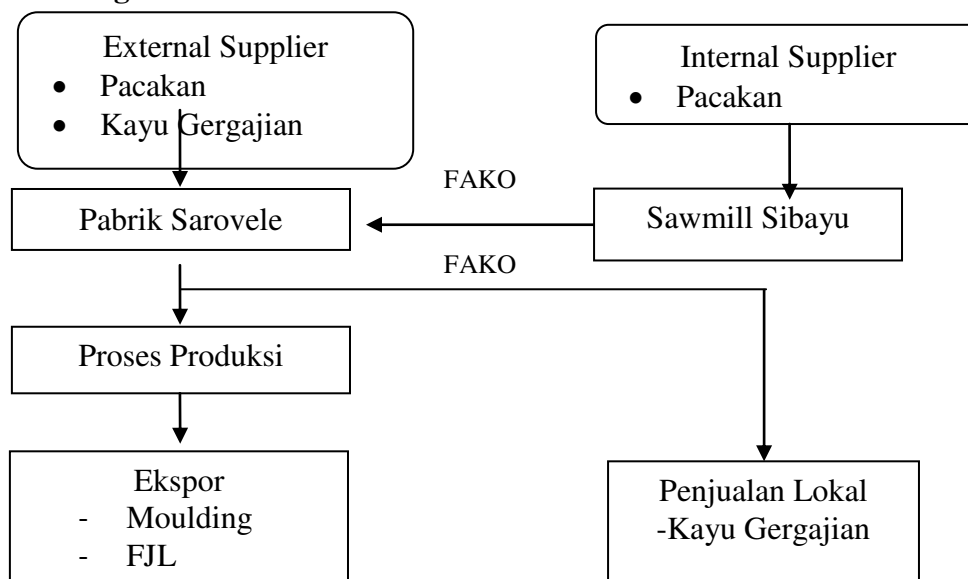 External Supplier
• Pacakan
• Kayu Gergajian
Internal Supplier
• Pacakan
FAKO
Pabrik Sarovele
Sawmill Sibayu
FAKO
Proses Produksi
Ekspor
- Moulding
- FJL
Penjualan Lokal
-Kayu Gergajian